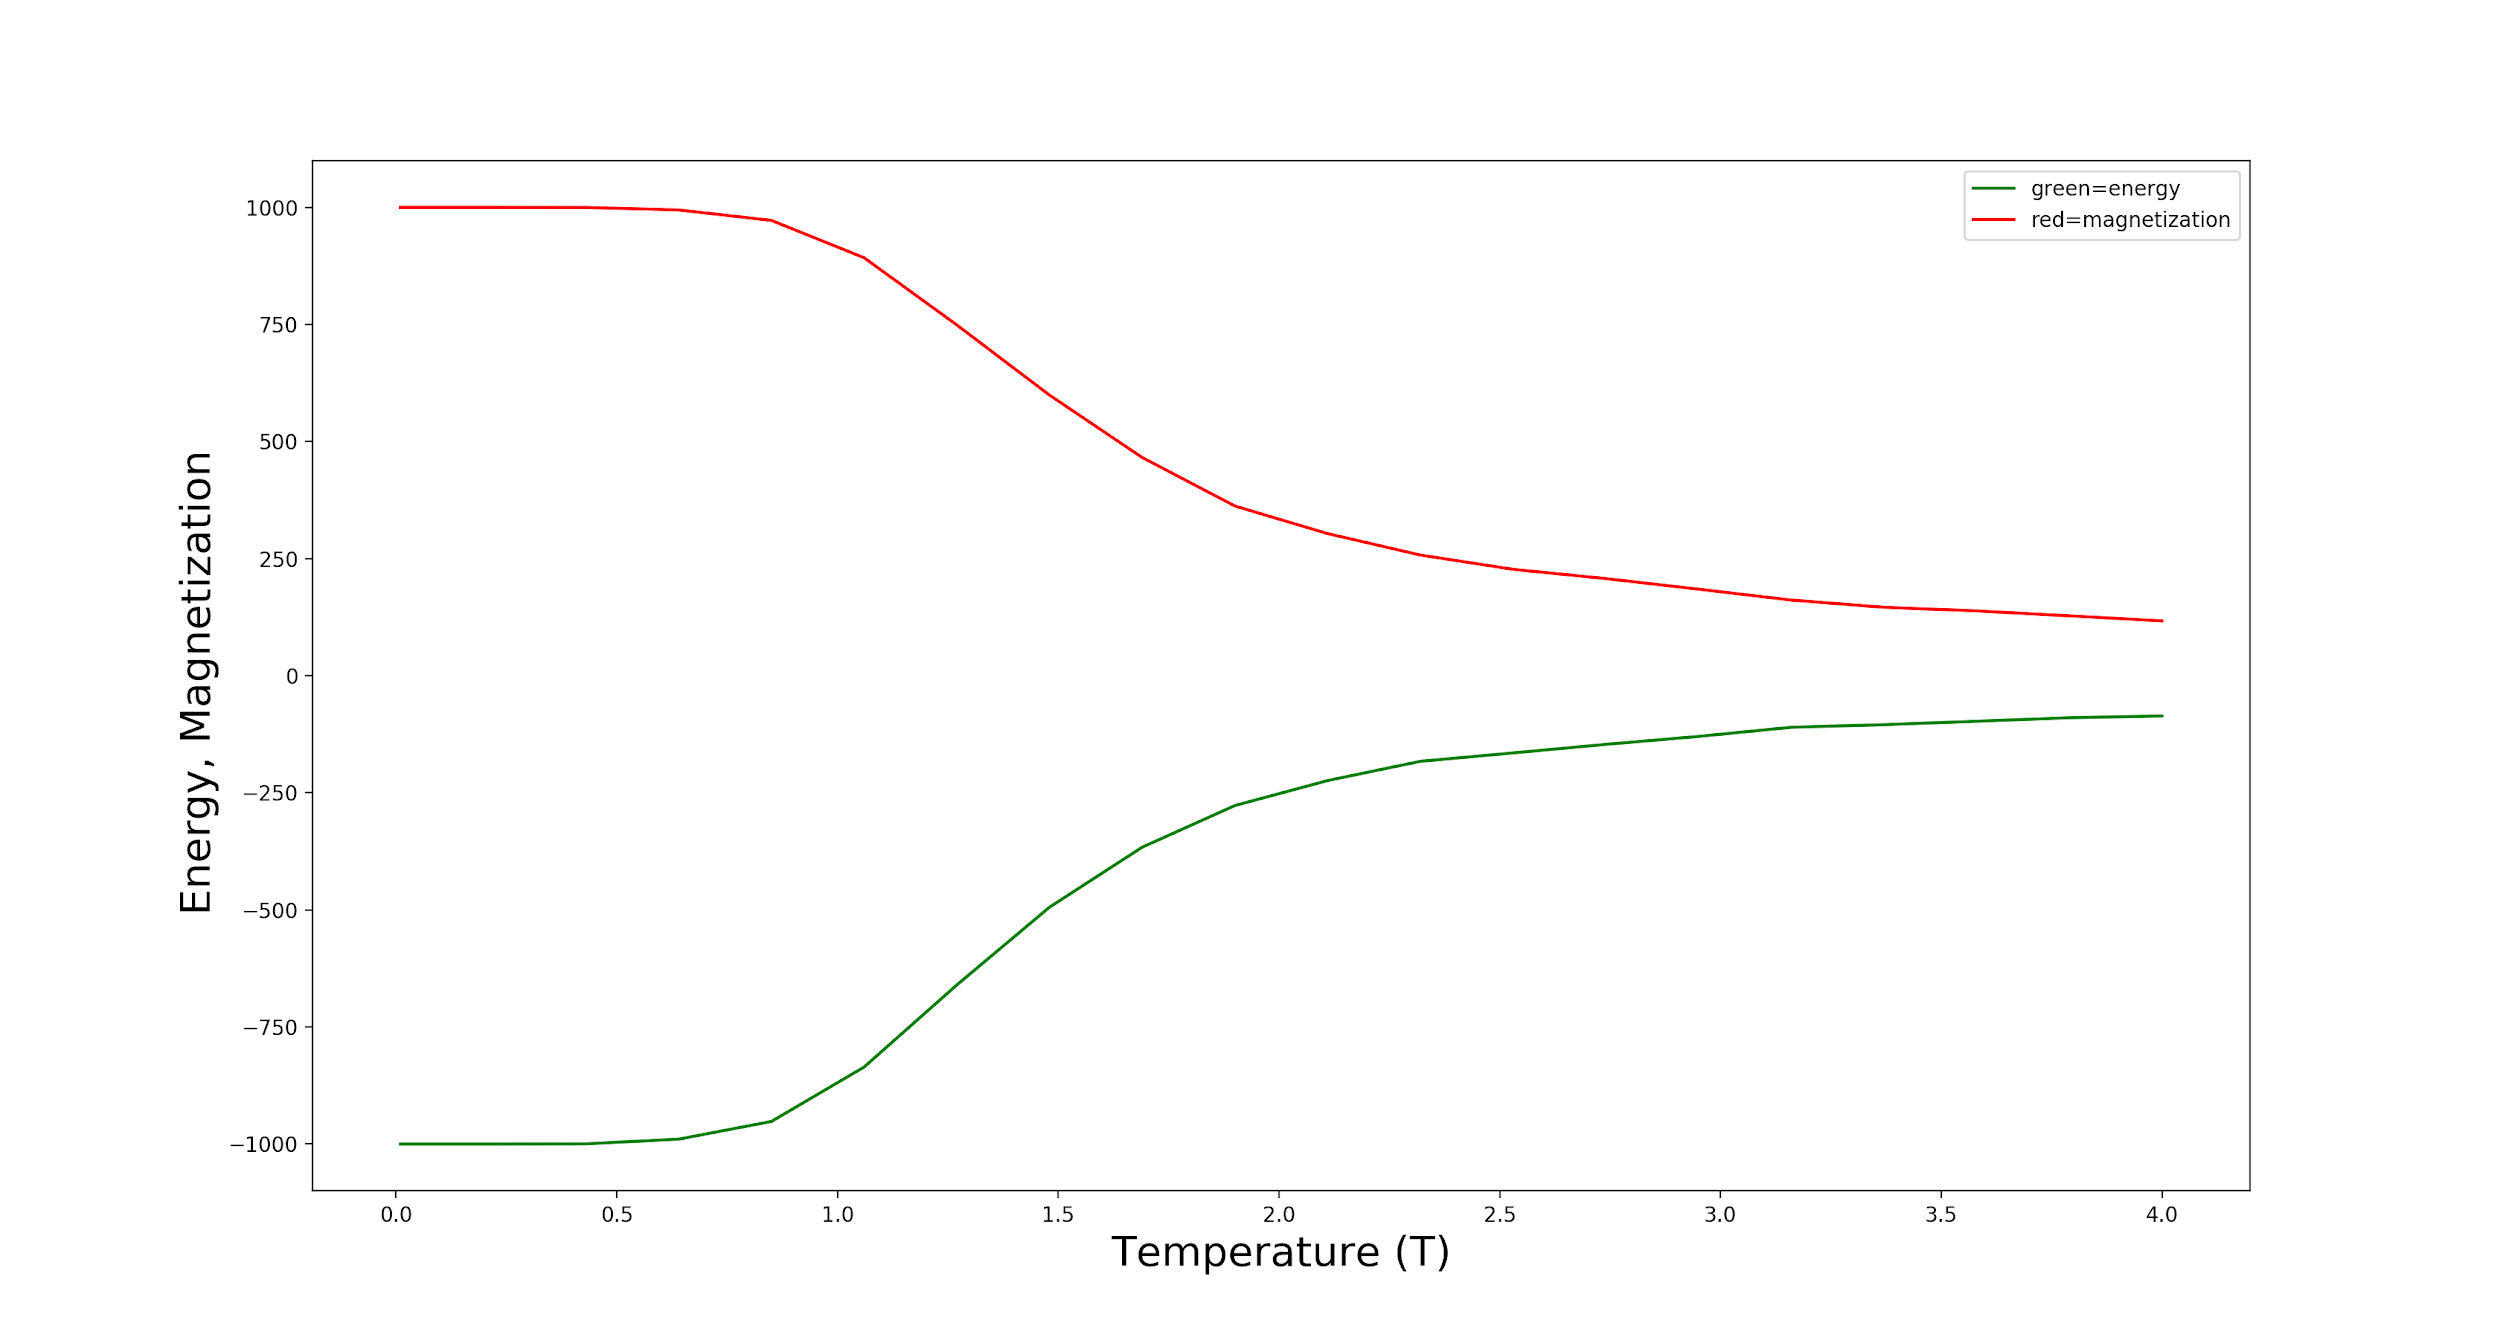 green=energy
red=magnetization
1000
750
500
250
0
−250
−500
−750
−1000
Energy, Magnetization
0.0 0.5 1.0 1.5 2.0 2.5 3.0 3.5 4.0
Temperature (T)